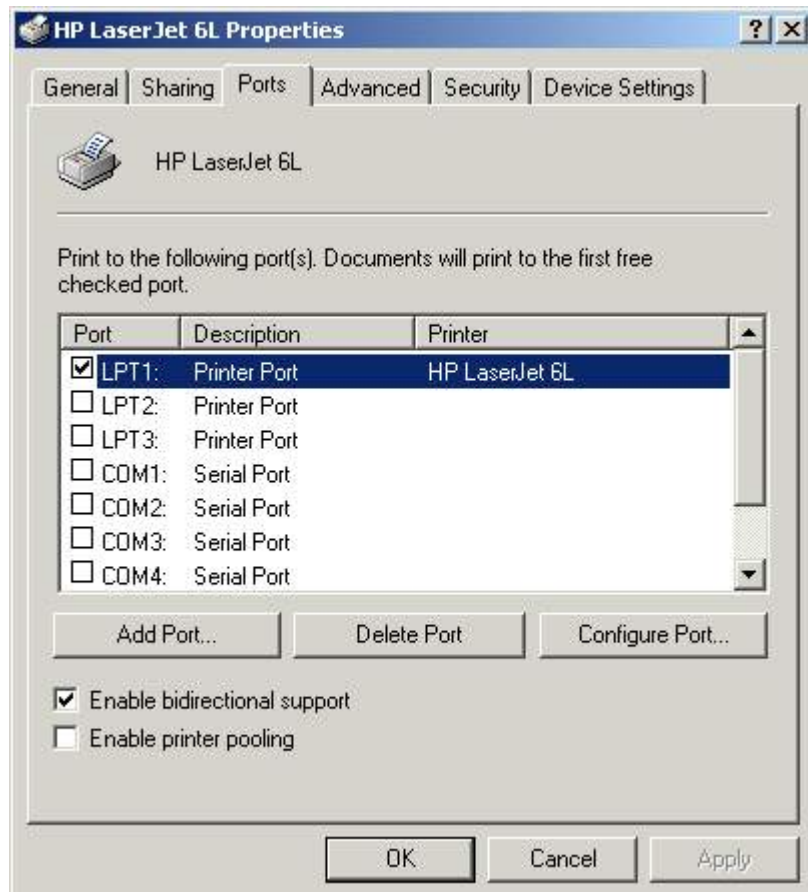 HP LaserJet 6L Properties
General Sharing Ports Advanced Security Device Settings
HP LaserJet 6L
Print to the following port(s). Documents will print to the first free
checked port.
Port Description Printer
LPT1: Printer Port HP LaserJet 6L
LPT2: Printer Port
LPT3: Printer Port
COM1: Serial Port
COM2: Serial Port
COM3: Serial Port
COM4: Serial Port
Add Port... Delete Port Configure Port...
Enable bidirectional support
Enable printer pooling
OK Cancel Apply